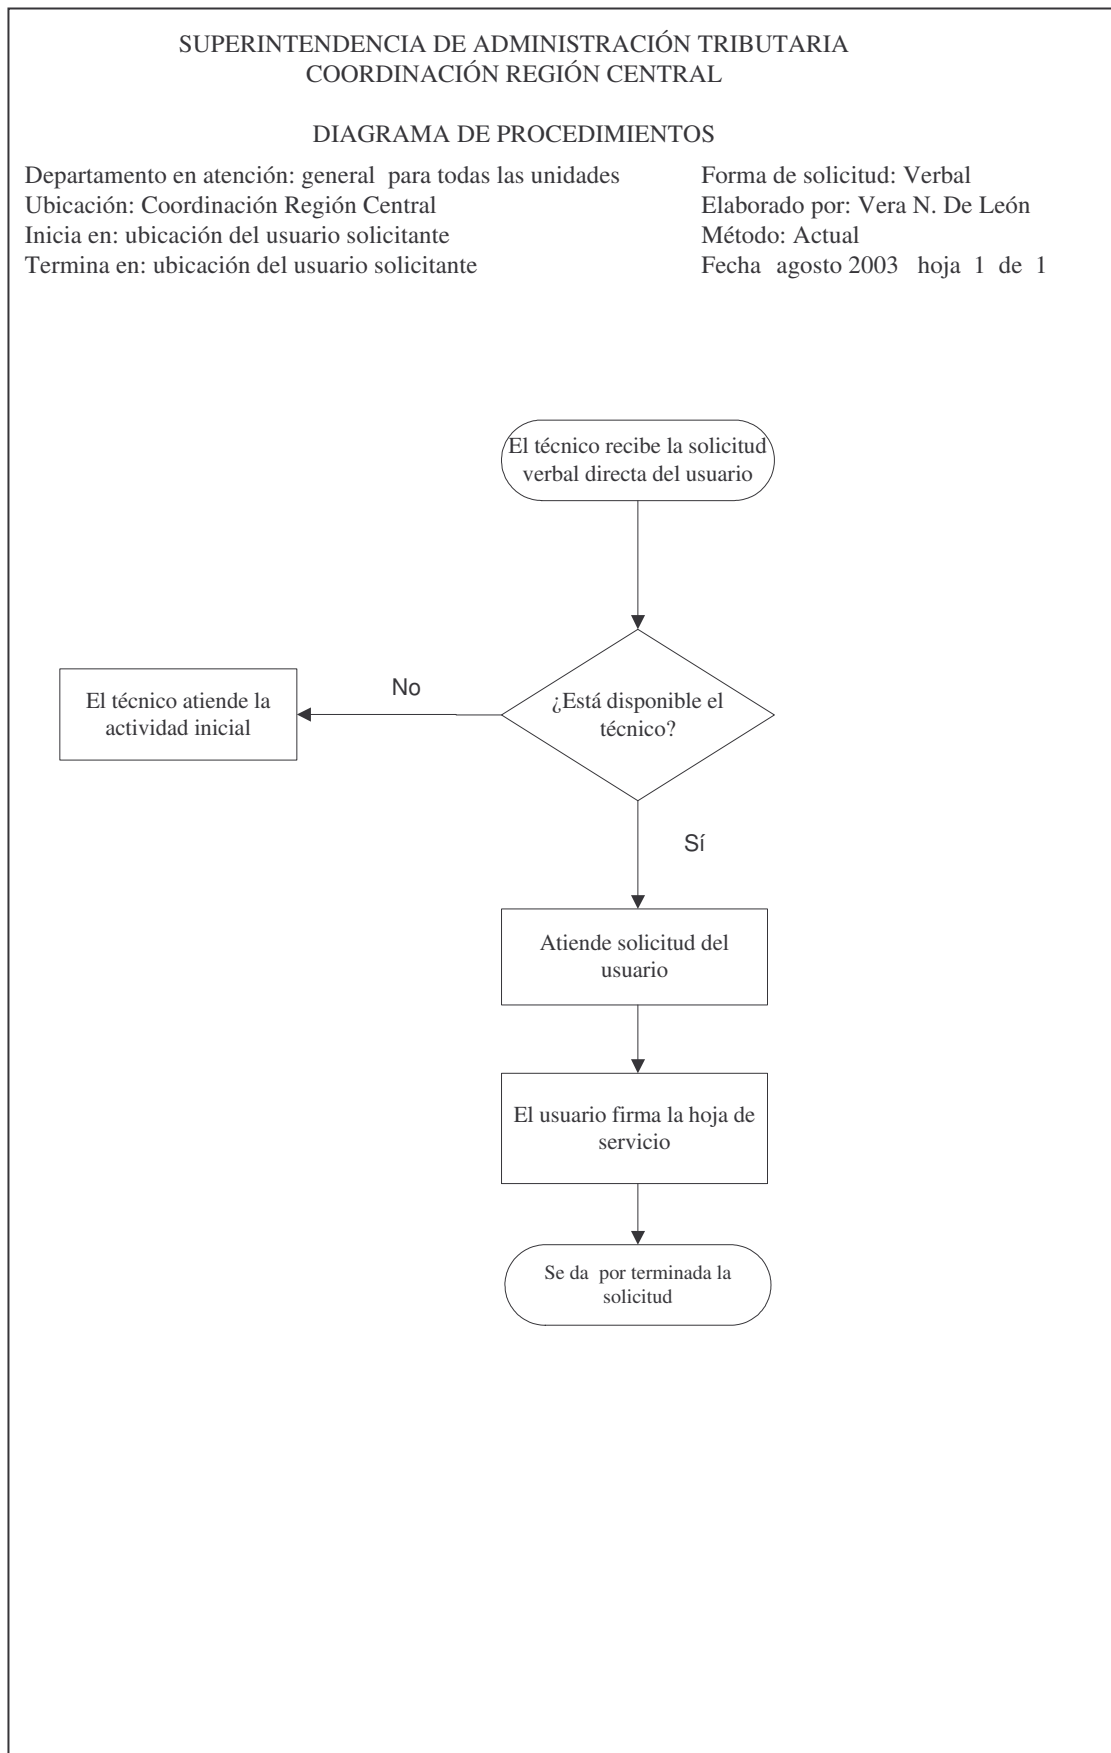 SUPERINTENDENCIA DE ADMINISTRACIÓN TRIBUTARIA
COORDINACIÓN REGIÓN CENTRAL
DIAGRAMA DE PROCEDIMIENTOS
Departamento en atención: general para todas las unidades
Ubicación: Coordinación Región Central
Inicia en: ubicación del usuario solicitante
Termina en: ubicación del usuario solicitante
Forma de solicitud: Verbal
Elaborado por: Vera N. De León
Método: Actual
Fecha agosto 2003 hoja 1 de 1
El técnico recibe la solicitud
verbal directa del usuario
¿Está disponible el
técnico?
No
El técnico atiende la
actividad inicial
Sí
Atiende solicitud del
usuario
El usuario firma la hoja de
servicio
Se da por terminada la
solicitud